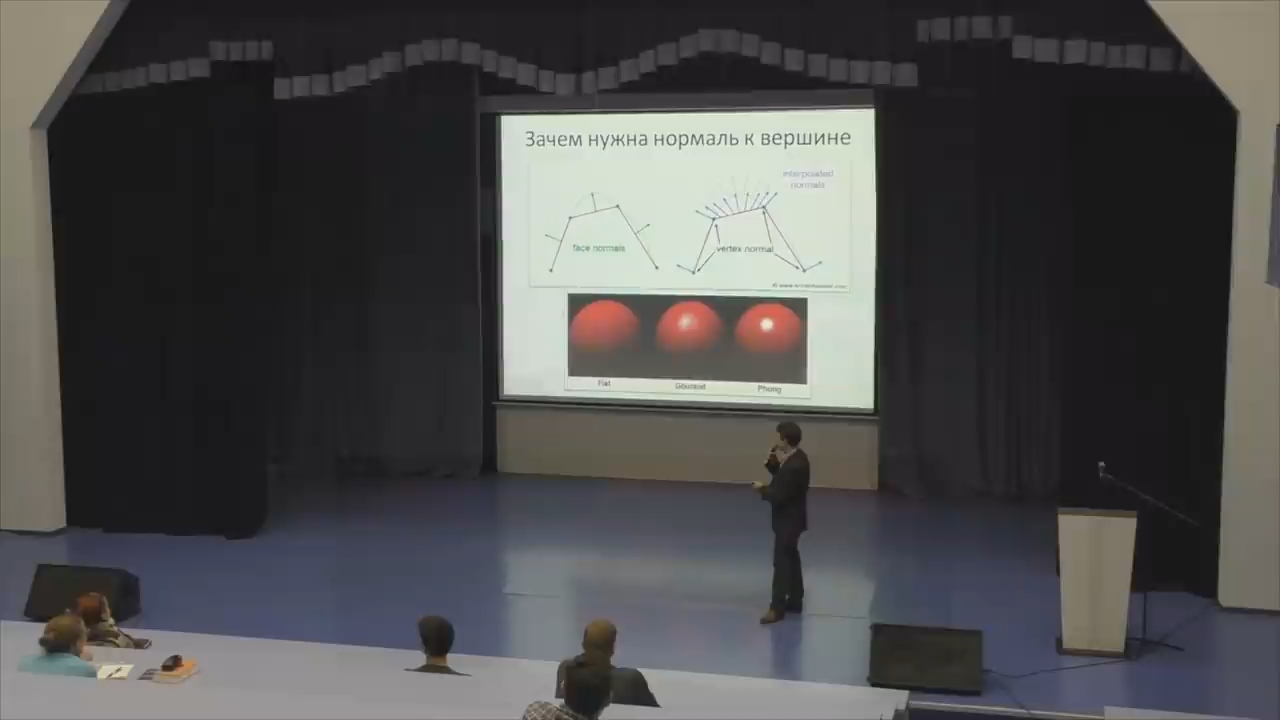 Зачем нужна нормаль к вершине
interpolated
normals
face normals
vertex normal
Flat
Gouraud
Phong